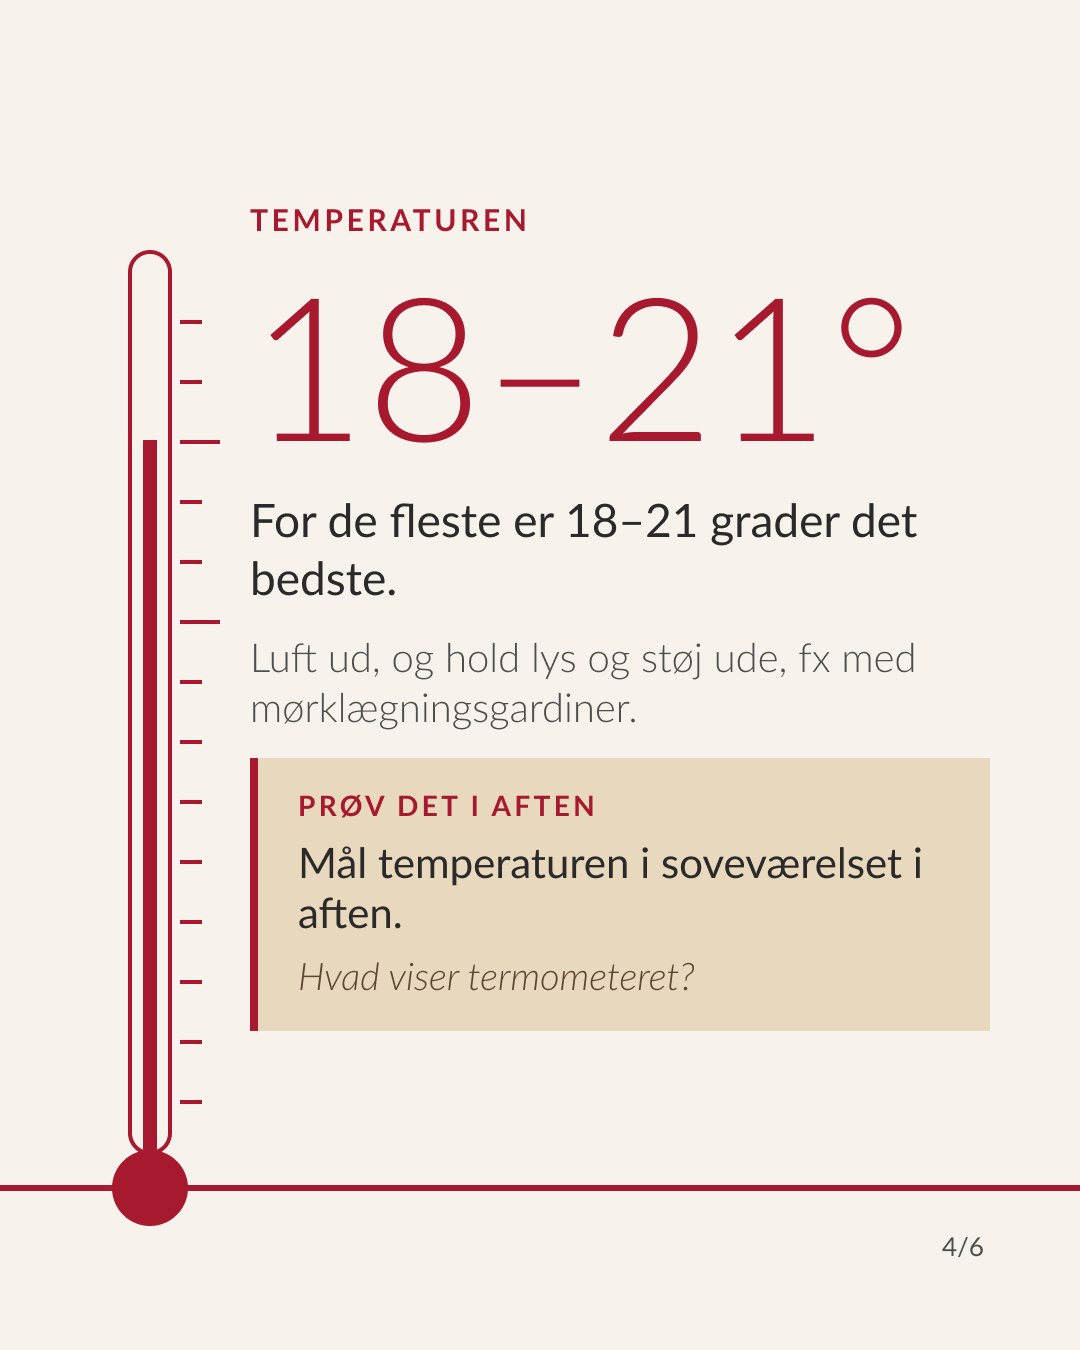 TEMPERATUREN
18–21°
For de fleste er 18–21 grader det
bedste.
Luft ud, og hold lys og støj ude, fx med
mørklægningsgardiner.
PRØV DET I AFTEN
Mål temperaturen i soveværelset i
aften.
Hvad viser termometeret?
4/6